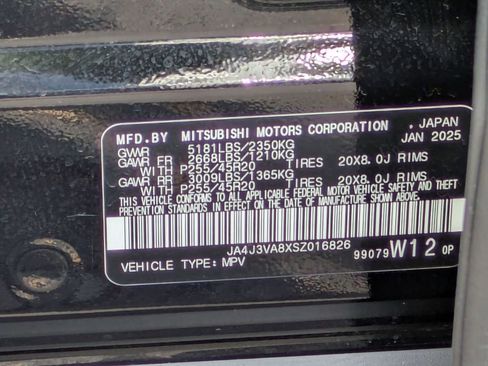 MFD.BY MITSUBISHI MOTORS CORPORATION . JAPAN
GVWR 5181LBS/2350KG JAN 2025
GAWR FR 2668LBS/1210KG
WITH P255/45R20 TIRES 20X8.0J RIMS
GAWR RR 3009LBS/1365KG
WITH P255/45R20 TIRES 20X8.0J RIMS
THIS VEHICLE CONFORMS TO ALL APPLICABLE FEDERAL MOTOR VEHICLE SAFETY AND THEFT
PREVENTION STANDARDS IN EFFECT ON THE DATE OF MANUFACTURE SHOWN ABOVE.
JA4J3VA8XSZ016826
VEHICLE TYPE: MPV 99079 W12 0P